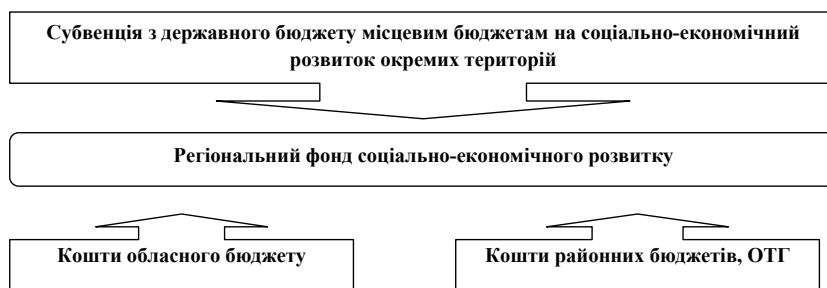 Субвенція з державного бюджету місцевим бюджетам на соціально-економічний
розвиток окремих територій
Регіональний фонд соціально-економічного розвитку
Кошти обласного бюджету
Кошти районних бюджетів, ОТГ